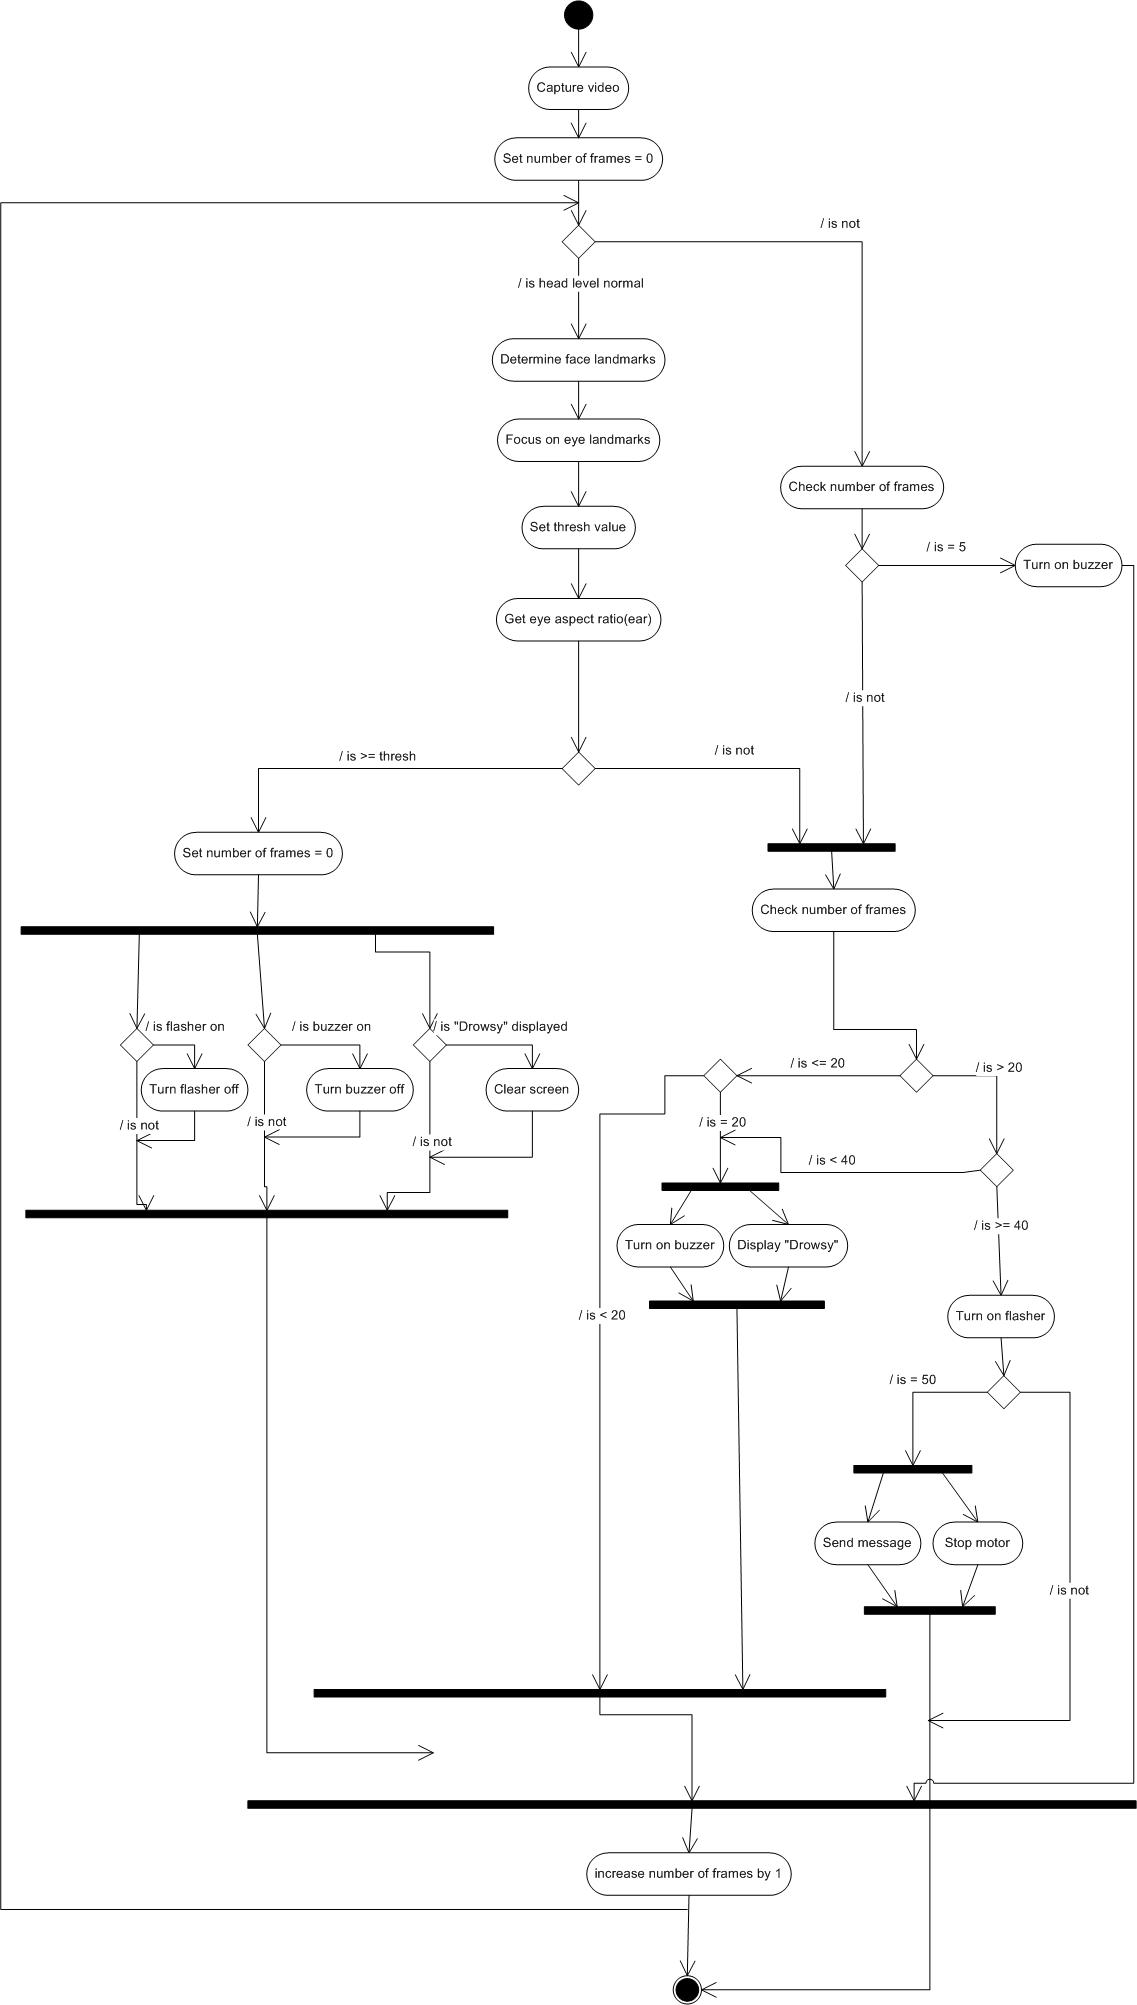 Capture video
Set number of frames = 0
/ is not
/ is head level normal
Determine face landmarks
Focus on eye landmarks
Check number of frames
Set thresh value
/ is = 5
Turn on buzzer
Get eye aspect ratio(ear)
/ is not
/ is >= thresh
/ is not
Set number of frames = 0
Check number of frames
/ is flasher on
/ is buzzer on
/ is "Drowsy" displayed
/ is <= 20
/ is > 20
Turn flasher off
Turn buzzer off
Clear screen
/ is not
/ is not
/ is not
/ is = 20
/ is < 40
/ is >= 40
Turn on buzzer
Display "Drowsy"
/ is < 20
Turn on flasher
/ is = 50
Send message
Stop motor
/ is not
increase number of frames by 1